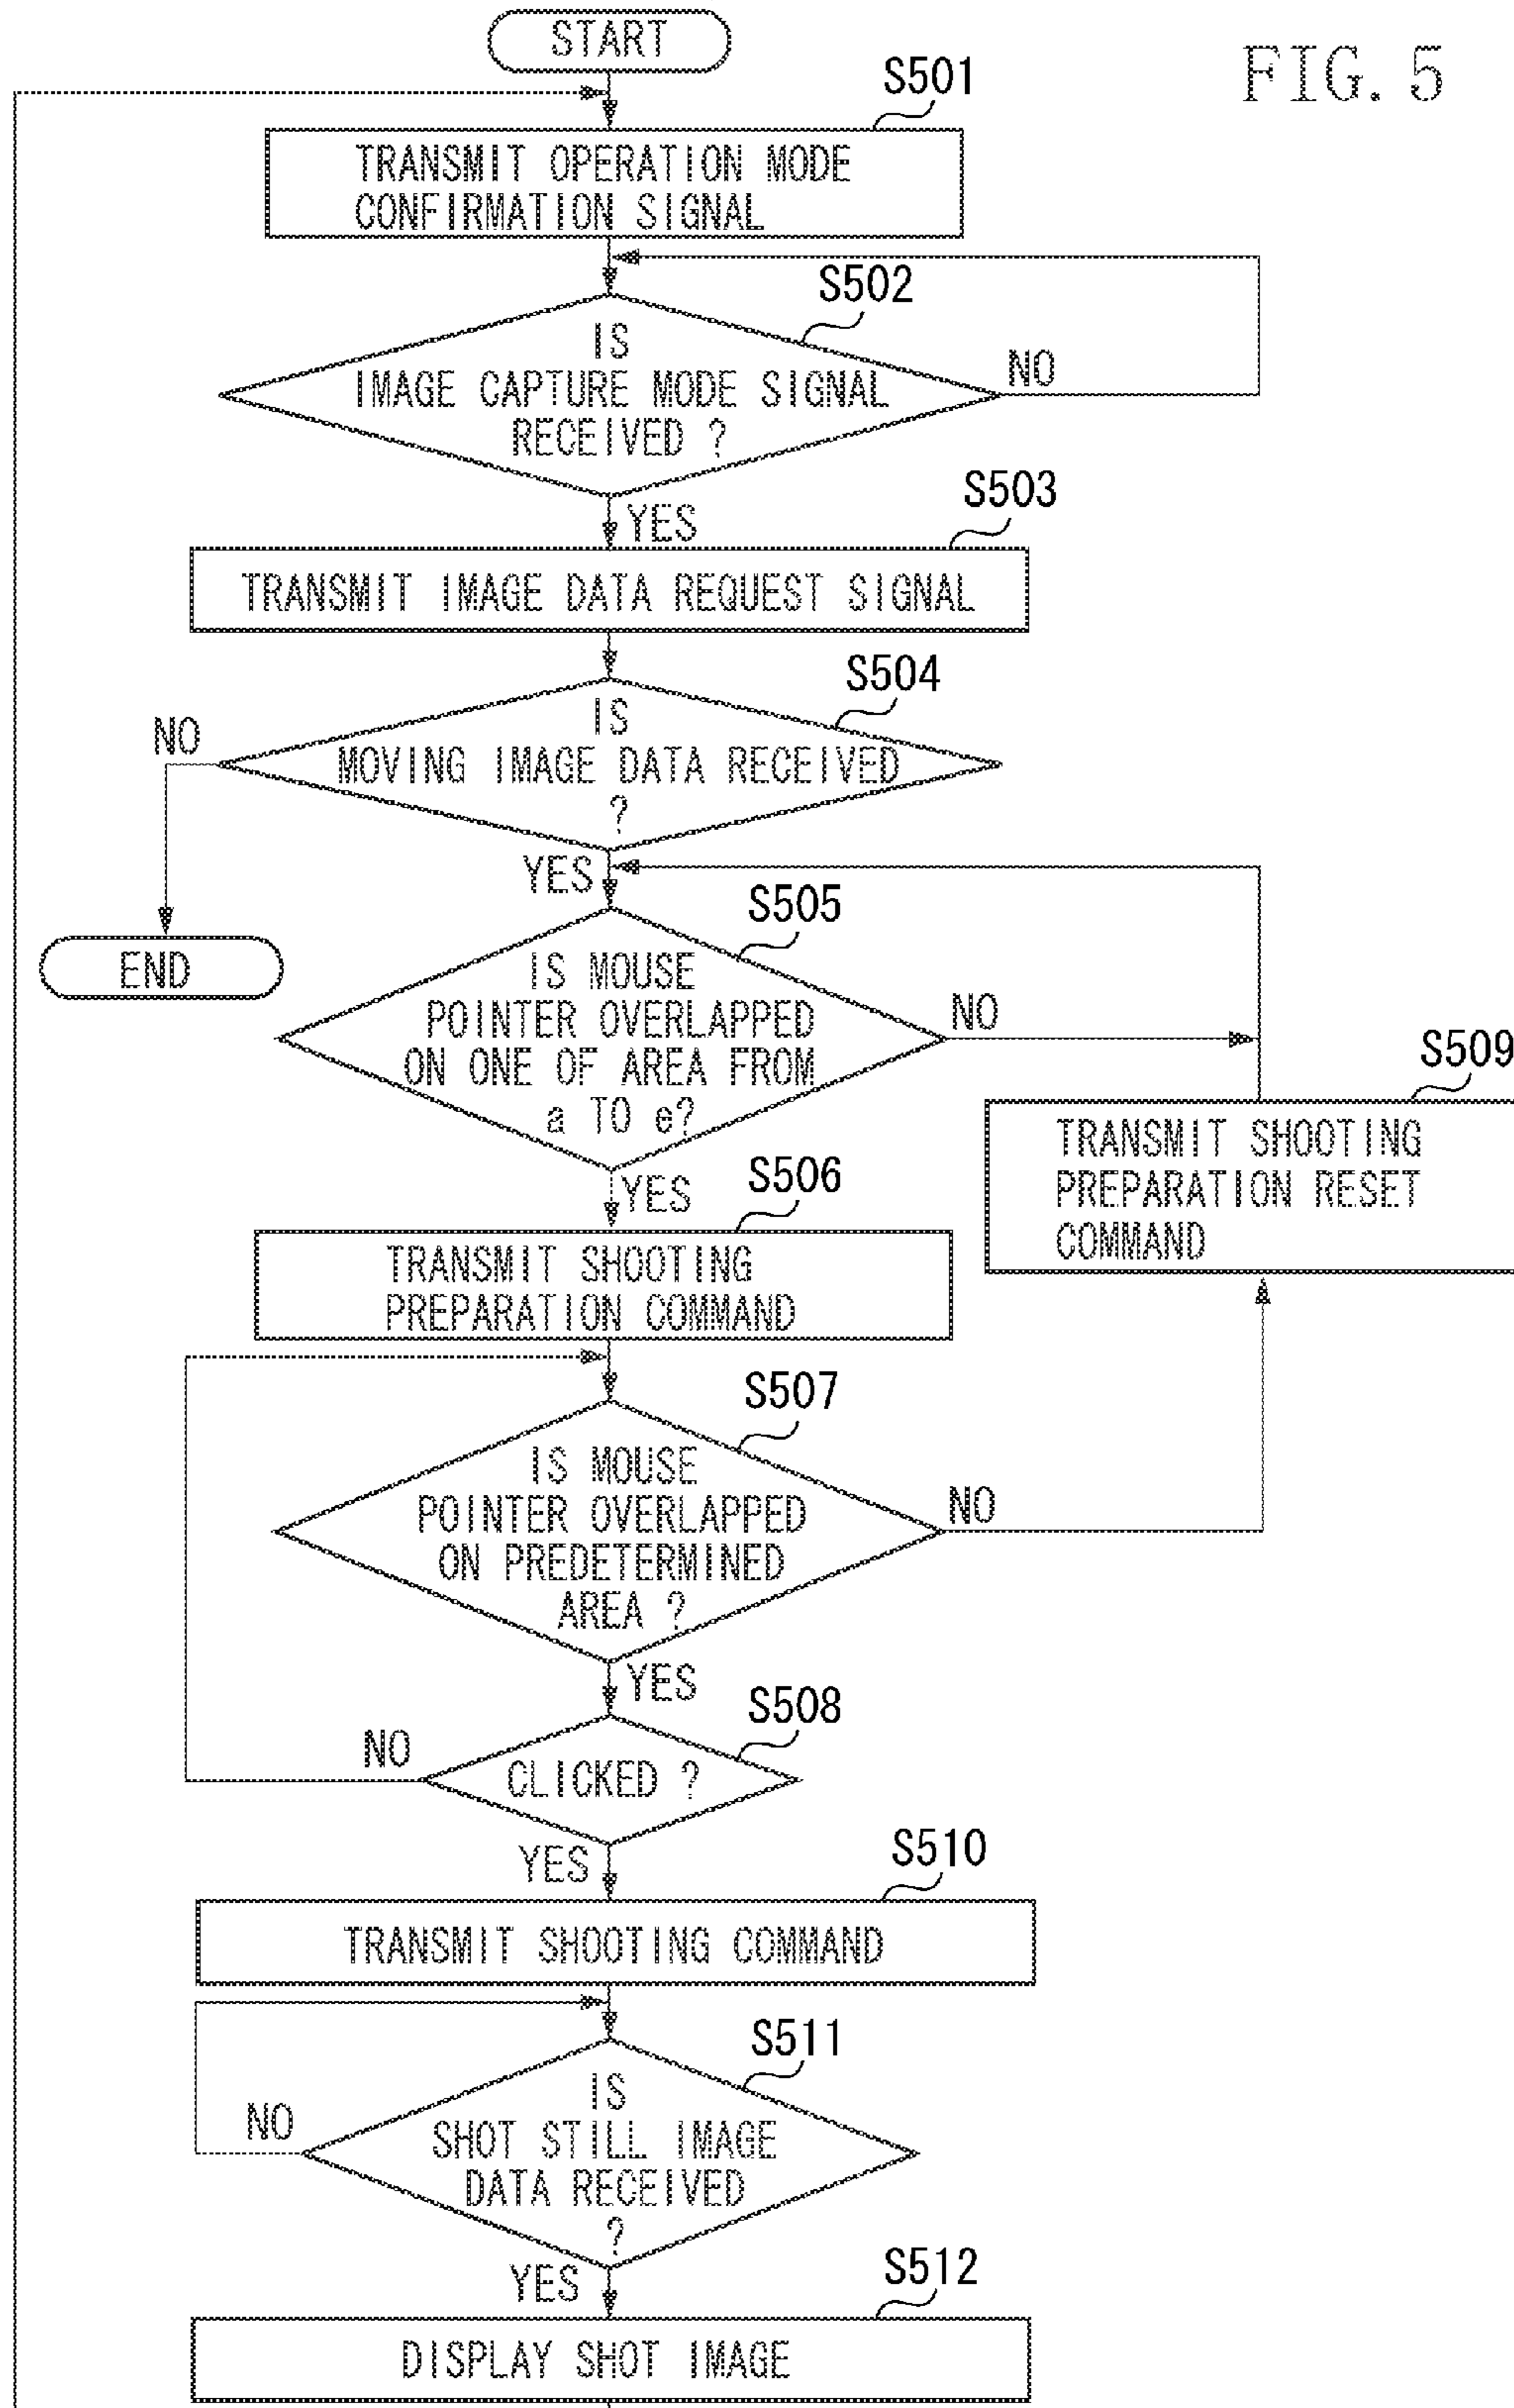 START
FIG. 5
S501
TRANSMIT OPERATION MODE
CONFIRMATION SIGNAL
S502
IS
IMAGE CAPTURE MODE SIGNAL
RECEIVED ?
NO
YES
S503
TRANSMIT IMAGE DATA REQUEST SIGNAL
S504
IS
MOVING IMAGE DATA RECEIVED
?
NO
YES
END
S505
IS MOUSE
POINTER OVERLAPPED
ON ONE OF AREA FROM
a TO e?
NO
YES
S509
TRANSMIT SHOOTING
PREPARATION RESET
COMMAND
S506
TRANSMIT SHOOTING
PREPARATION COMMAND
S507
IS MOUSE
POINTER OVERLAPPED
ON PREDETERMINED
AREA ?
NO
YES
S508
CLICKED ?
NO
YES
S510
TRANSMIT SHOOTING COMMAND
S511
IS
SHOT STILL IMAGE
DATA RECEIVED
?
NO
YES
S512
DISPLAY SHOT IMAGE